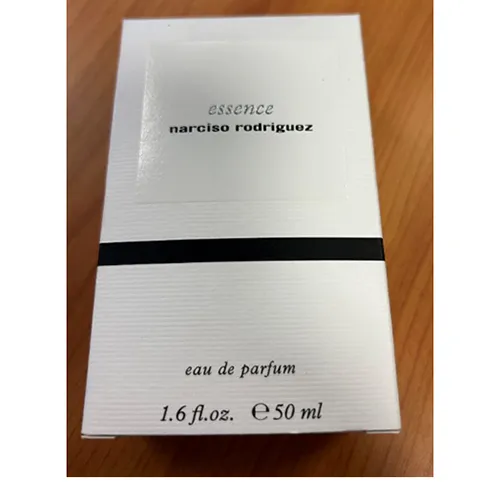 essence
narciso rodriguez
eau de parfum
1.6 fl.oz. ℮50 ml